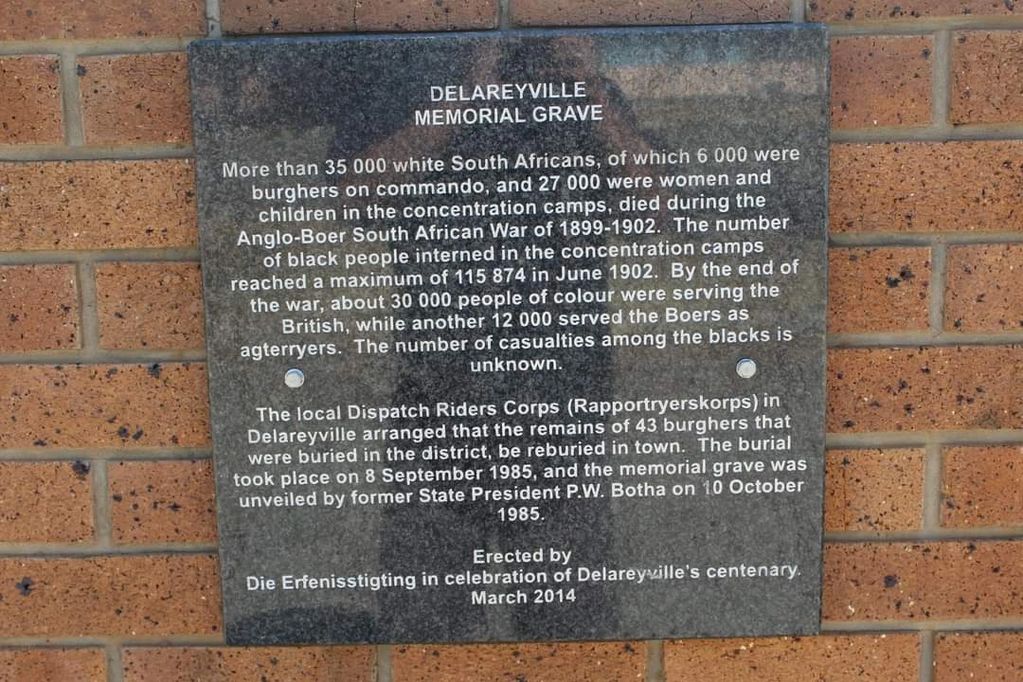 DELAREYVILLE
MEMORIAL GRAVE
More than 35 000 white South Africans, of which 6 000 were
burghers on commando, and 27 000 were women and
children in the concentration camps, died during the
Anglo-Boer South African War of 1899-1902. The number
of black people interned in the concentration camps
reached a maximum of 115 874 in June 1902. By the end of
the war, about 30 000 people of colour were serving the
British, while another 12 000 served the Boers as
agterryers. The number of casualties among the blacks is
unknown.
The local Dispatch Riders Corps (Rapportryerskorps) in
Delareyville arranged that the remains of 43 burghers that
were buried in the district, be reburied in town. The burial
took place on 8 September 1985, and the memorial grave was
unveiled by former State President P.W. Botha on 10 October
1985.
Erected by
Die Erfenisstigting in celebration of Delareyville's centenary.
March 2014